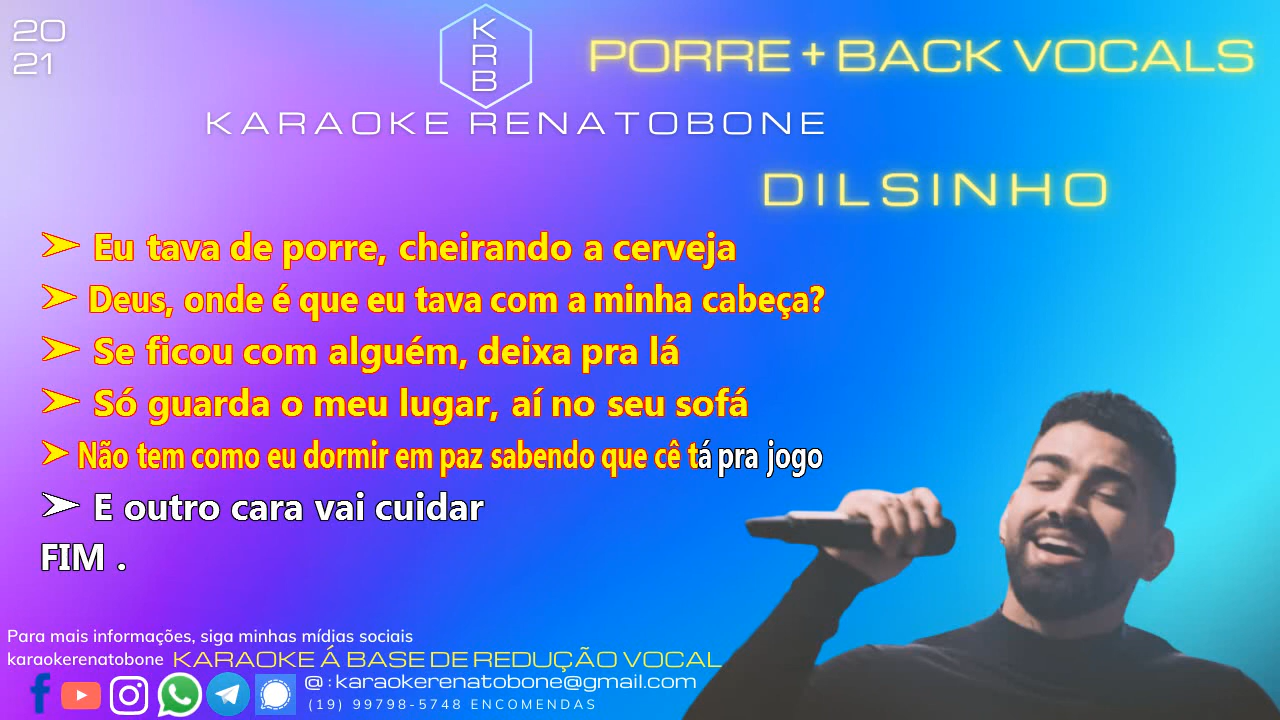 20
21
K
R
B
PORRE + BACK VOCALS
KARAOKE RENATOBONE
DILSINHO
➤ Eu tava de porre, cheirando a cerveja
➤ Deus, onde é que eu tava com a minha cabeça?
➤ Se ficou com alguém, deixa pra lá
➤ Só guarda o meu lugar, aí no seu sofá
➤ Não tem como eu dormir em paz sabendo que cê tá pra jogo
➤ E outro cara vai cuidar
FIM .
Para mais informações, siga minhas mídias sociais
karaokerenatobone KARAOKE Á BASE DE REDUÇÃO VOCAL
@ : karaokerenatobone@gmail.com
(19) 99798-5748 ENCOMENDAS